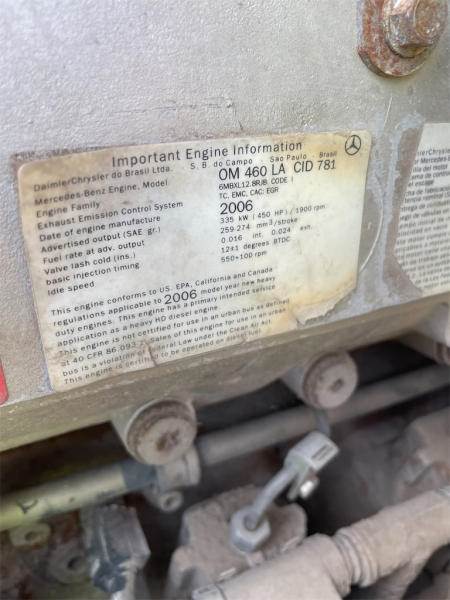 Important Engine Information
DaimlerChrysler do Brasil Ltda. S. B. do Campo Sao Paulo Brasil
Mercedes-Benz Engine, Model OM 460 LA CID 781
Engine Family 6MBXL12.8RJB, CODE I
Exhaust Emission Control System TC, EMC, CAC, EGR
Date of engine manufacture 2006
Advertised output (SAE gr.) 335 kW (450 HP) / 1900 rpm
Fuel rate at adv. output 259.274 mm³/stroke
Valve lash cold (ins.) 0.016 int. 0.024 exh.
basic injection timing 12±1 degrees BTDC
Idle speed 550+100 rpm
This engine conforms to US. EPA, California and Canada
regulations applicable to 2006 model year new heavy
duty engines. This engine has a primary intended service
application as a heavy HD diesel engine.
This engine is not certified for use in an urban bus as defined
at 40 CFR 86.093 Sales of this engine for use in an urban
bus is a violation of Federal Law under the Clean Air act.
This engine is certified to be operated on diesel fuel